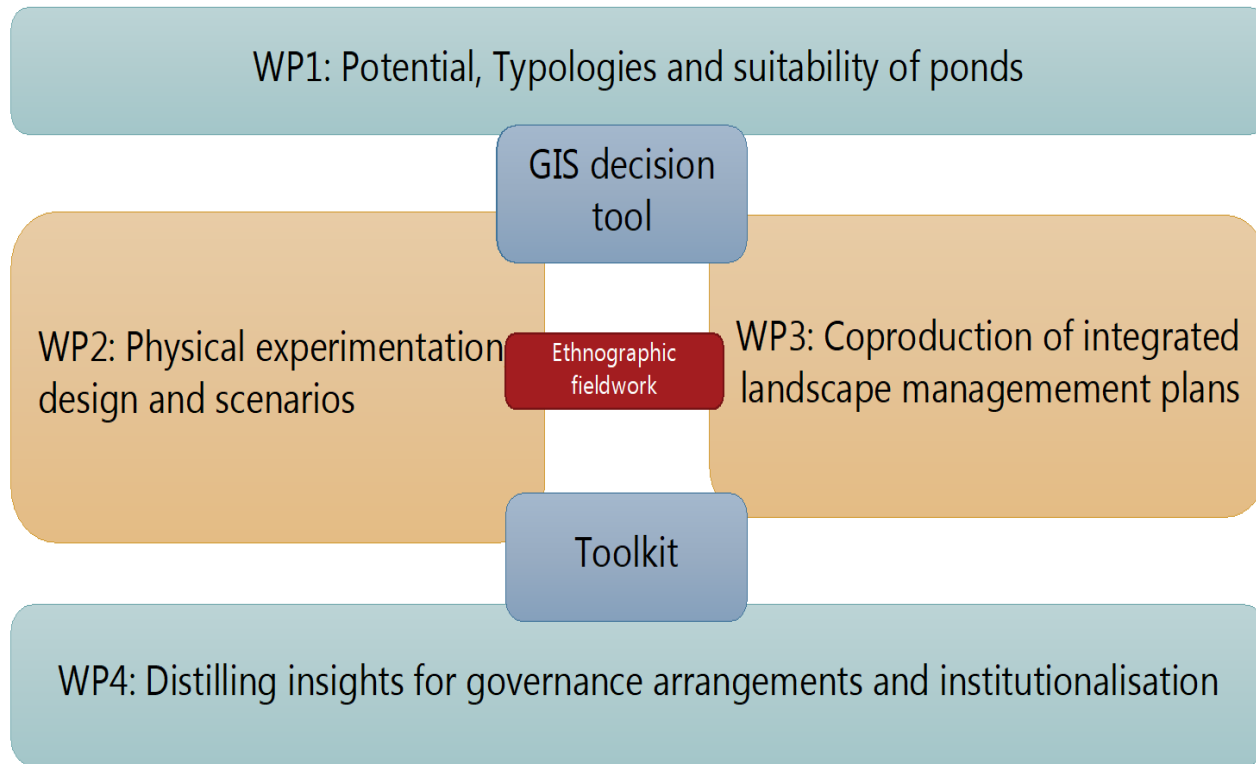 WP1: Potential, Typologies and suitability of ponds
GIS decision
tool
WP2: Physical experimentation
design and scenarios
Ethnographic
fieldwork
WP3: Coproduction of integrated
landscape managemement plans
Toolkit
WP4: Distilling insights for governance arrangements and institutionalisation